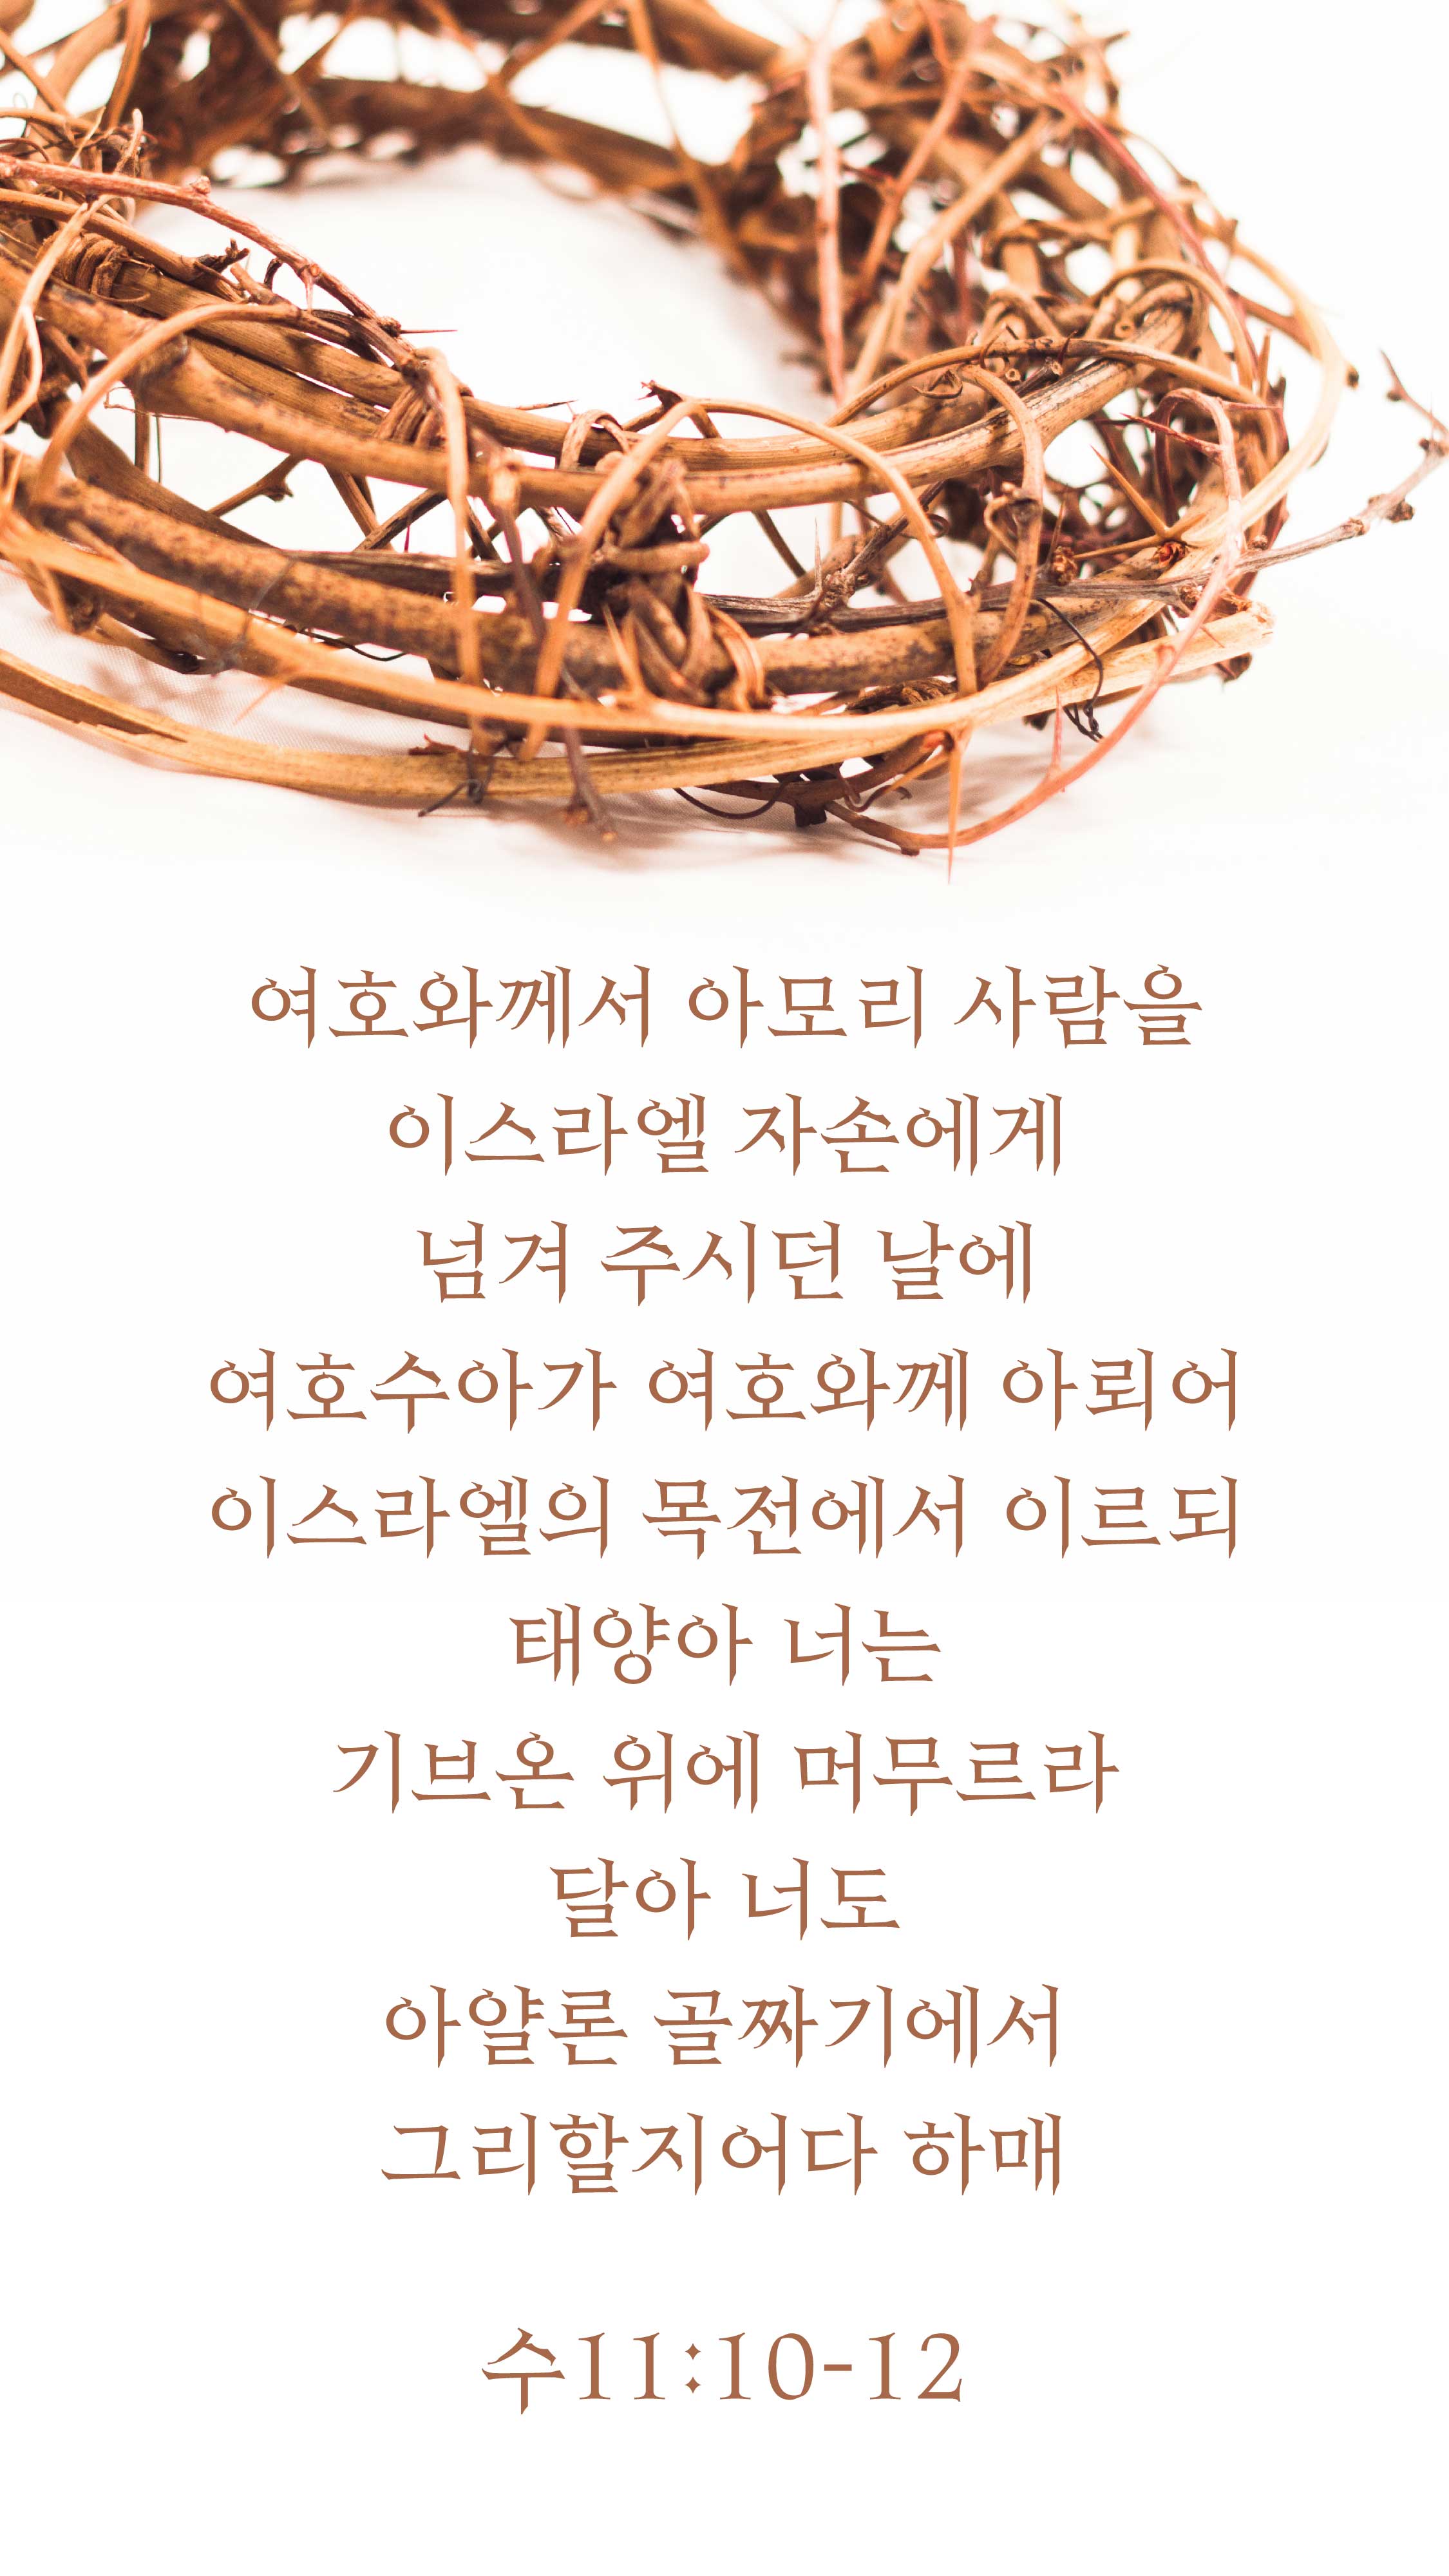 여호와께서 아모리 사람을
이스라엘 자손에게
넘겨 주시던 날에
여호수아가 여호와께 아뢰어
이스라엘의 목전에서 이르되
태양아 너는
기브온 위에 머무르라
달아 너도
아얄론 골짜기에서
그리할지어다 하매
수11:10-12